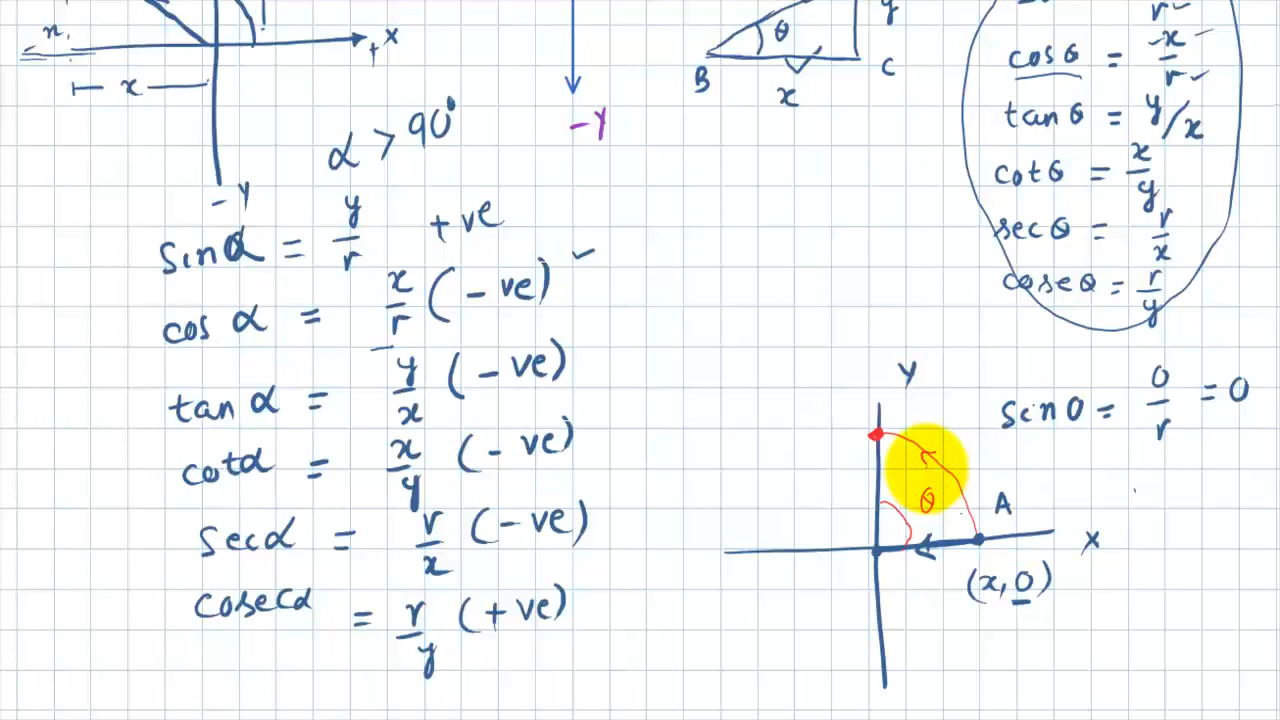 x,
+ X
x
- Y
α > 90°
sin α = y/r + ve
cos α = x/r (- ve) ✓
tan α = y/x (- ve)
cot α = x/y (- ve)
sec α = r/x (- ve)
cosec α = r/y (+ ve)
- Y
θ
y
B
C
x
r
cos θ = x/r
tan θ = y/x
cot θ = x/y
sec θ = r/x
cosec θ = r/y
Y
sin 0 = 0/r = 0
θ
A
X
(x, 0)